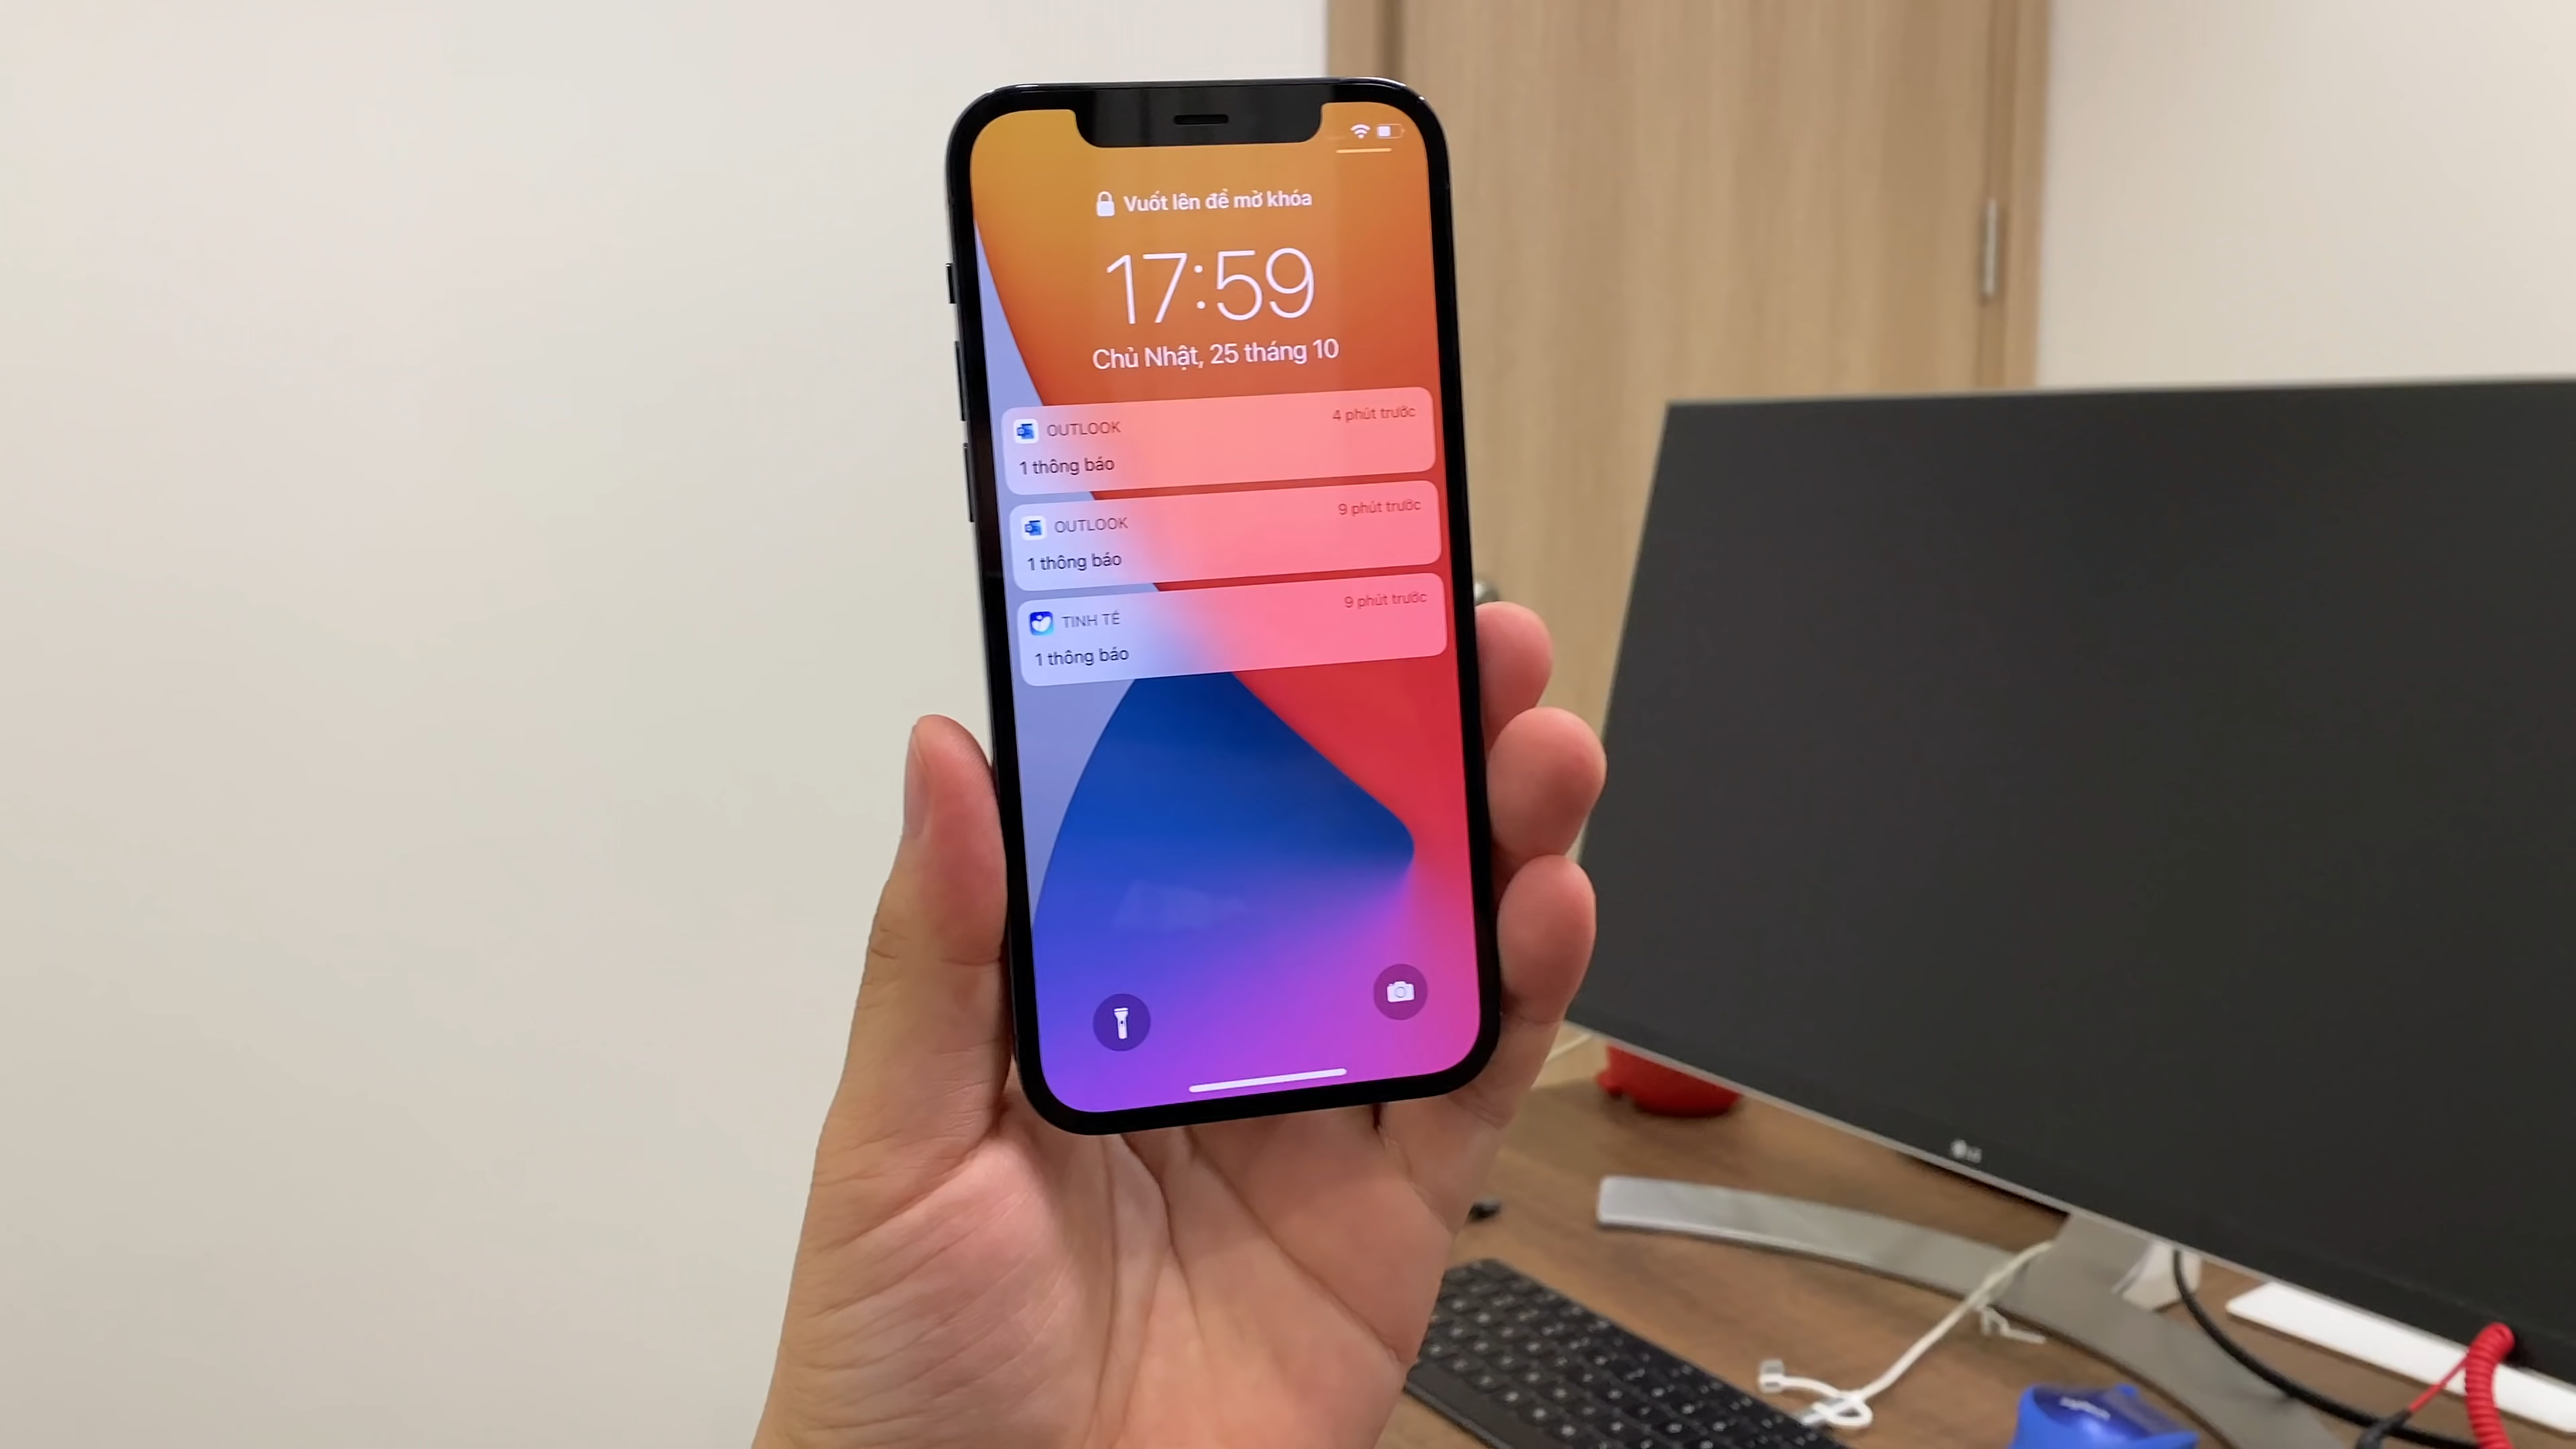 Vuốt lên để mở khóa
17:59
Chủ Nhật, 25 tháng 10
OUTLOOK
4 phút trước
1 thông báo
OUTLOOK
9 phút trước
1 thông báo
TINH TẾ
9 phút trước
1 thông báo
LG